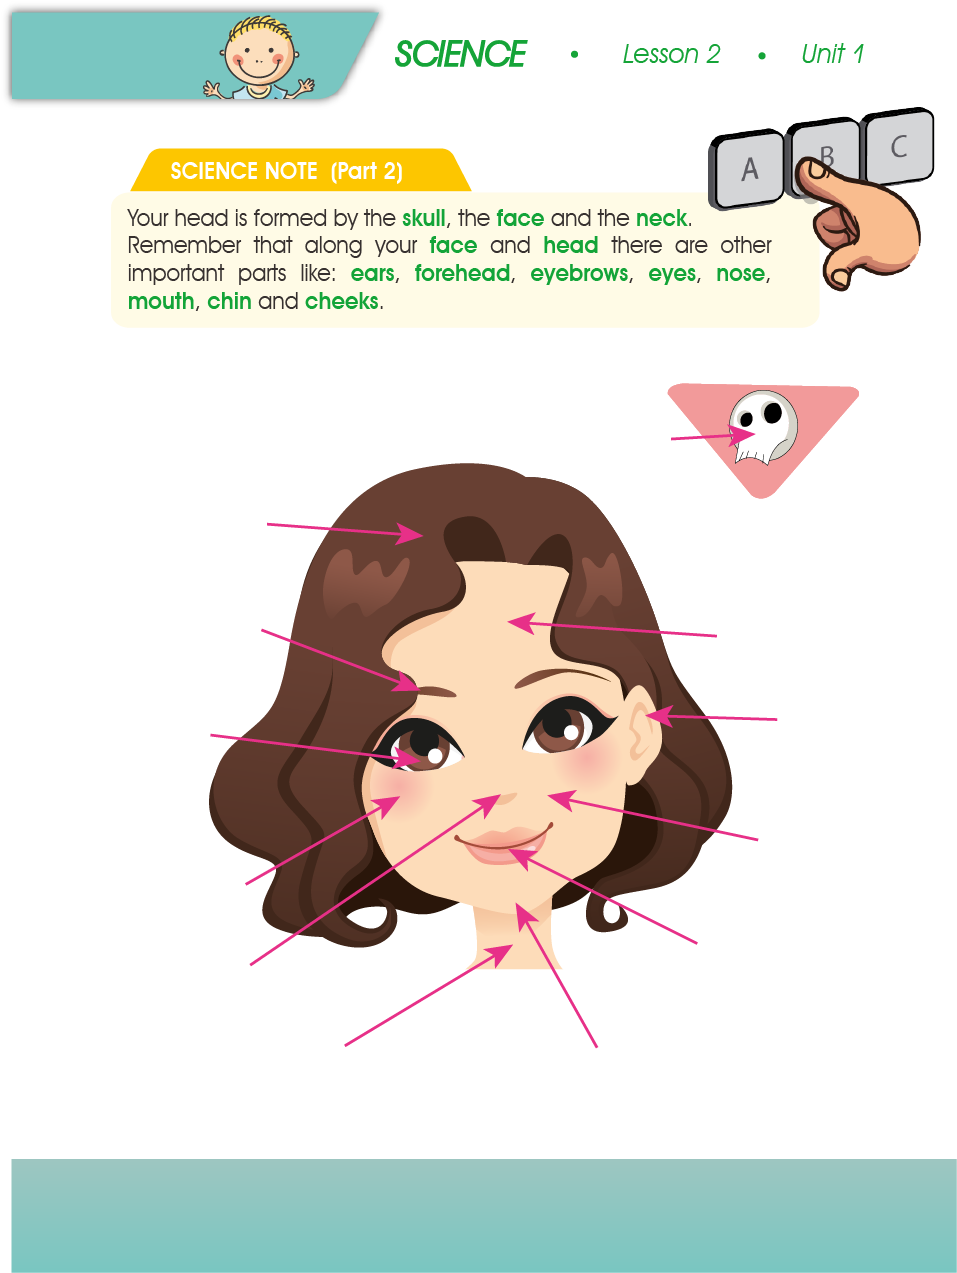 SCIENCE • Lesson 2 • Unit 1
A B C
SCIENCE NOTE (Part 2)
Your head is formed by the skull, the face and the neck.
Remember that along your face and head there are other
important parts like: ears, forehead, eyebrows, eyes, nose,
mouth, chin and cheeks.